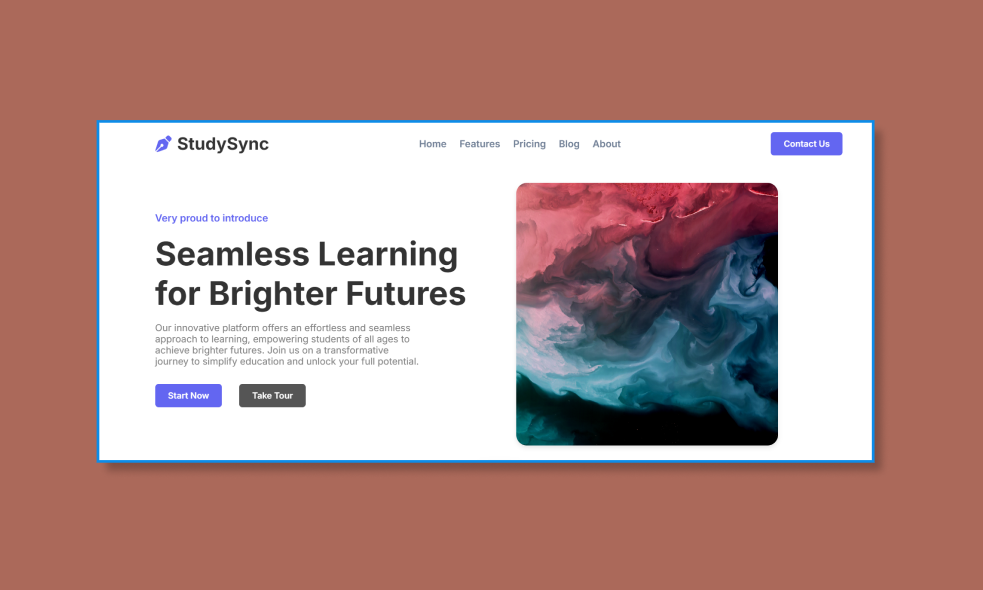 StudySync
Home Features Pricing Blog About
Contact Us
Very proud to introduce
Seamless Learning
for Brighter Futures
Our innovative platform offers an effortless and seamless
approach to learning, empowering students of all ages to
achieve brighter futures. Join us on a transformative
journey to simplify education and unlock your full potential.
Start Now
Take Tour